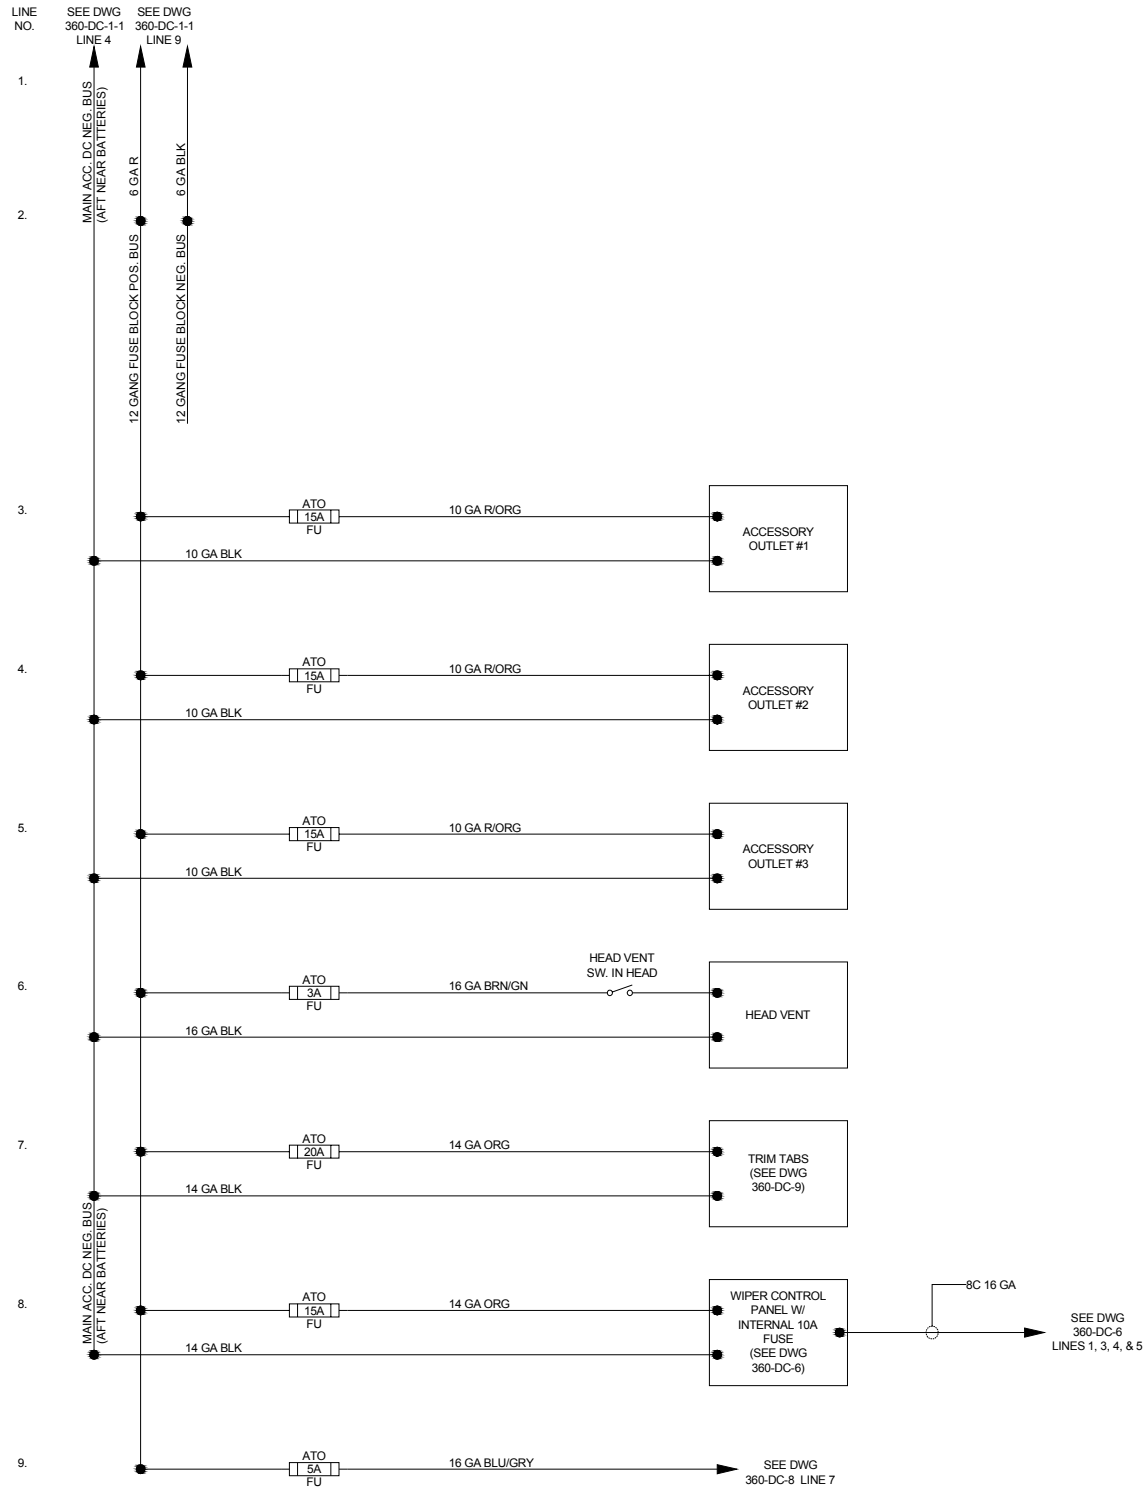 LINE
NO.
SEE DWG
360-DC-1-1
LINE 4
SEE DWG
360-DC-1-1
LINE 9
1.
MAIN ACC. DC NEG. BUS
(AFT NEAR BATTERIES)
6 GA R
6 GA BLK
2.
12 GANG FUSE BLOCK POS. BUS
12 GANG FUSE BLOCK NEG. BUS
3.
ATO
15A
FU
10 GA R/ORG
10 GA BLK
ACCESSORY
OUTLET #1
4.
ATO
15A
FU
10 GA R/ORG
10 GA BLK
ACCESSORY
OUTLET #2
5.
ATO
15A
FU
10 GA R/ORG
10 GA BLK
ACCESSORY
OUTLET #3
6.
ATO
3A
FU
16 GA BRN/GN
HEAD VENT
SW. IN HEAD
16 GA BLK
HEAD VENT
7.
ATO
20A
FU
14 GA ORG
14 GA BLK
TRIM TABS
(SEE DWG
360-DC-9)
MAIN ACC. DC NEG. BUS
(AFT NEAR BATTERIES)
8.
ATO
15A
FU
14 GA ORG
14 GA BLK
WIPER CONTROL
PANEL W/
INTERNAL 10A
FUSE
(SEE DWG
360-DC-6)
8C 16 GA
SEE DWG
360-DC-6
LINES 1, 3, 4, & 5
9.
ATO
5A
FU
16 GA BLU/GRY
SEE DWG
360-DC-8 LINE 7